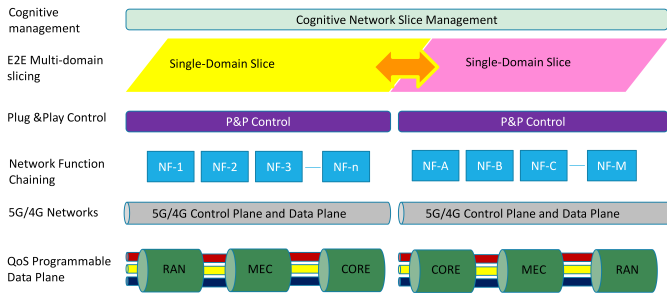 Cognitive
management
Cognitive Network Slice Management
E2E Multi-domain
slicing
Single-Domain Slice
Single-Domain Slice
Plug &Play Control
P&P Control
P&P Control
Network Function
Chaining
NF-1
NF-2
NF-3
NF-n
NF-A
NF-B
NF-C
NF-M
5G/4G Networks
5G/4G Control Plane and Data Plane
5G/4G Control Plane and Data Plane
QoS Programmable
Data Plane
RAN
MEC
CORE
CORE
MEC
RAN